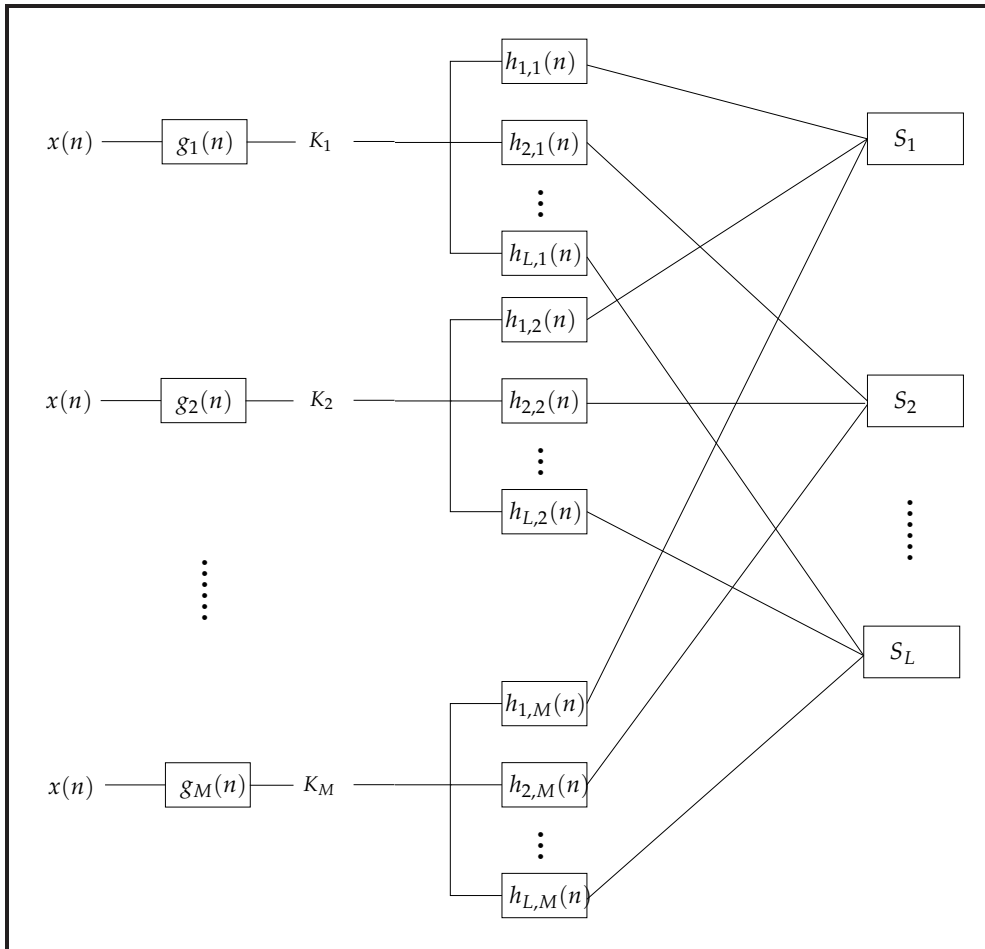 h_{1,1}(n)
x(n) g_1(n) K_1 h_{2,1}(n) S_1
h_{L,1}(n)
h_{1,2}(n)
x(n) g_2(n) K_2 h_{2,2}(n) S_2
h_{L,2}(n)
S_L
h_{1,M}(n)
x(n) g_M(n) K_M h_{2,M}(n)
h_{L,M}(n)